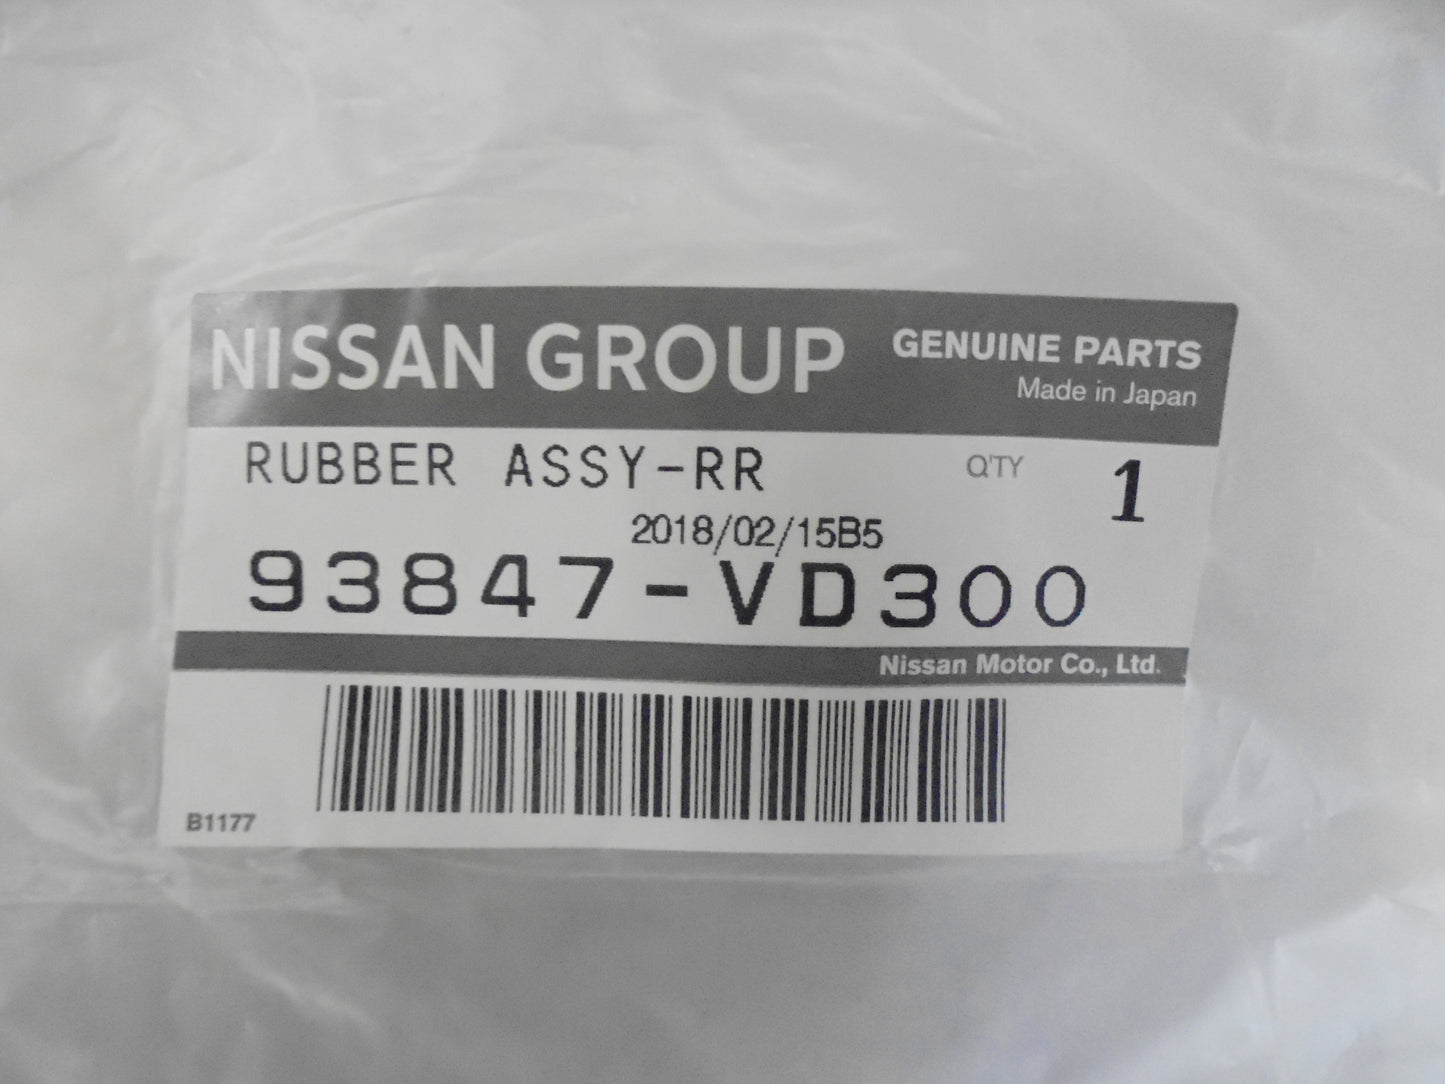 NISSAN GROUP
GENUINE PARTS
Made in Japan
RUBBER ASSY-RR
Q'TY 1
2018/02/15B5
93847-VD300
Nissan Motor Co., Ltd.
B1177